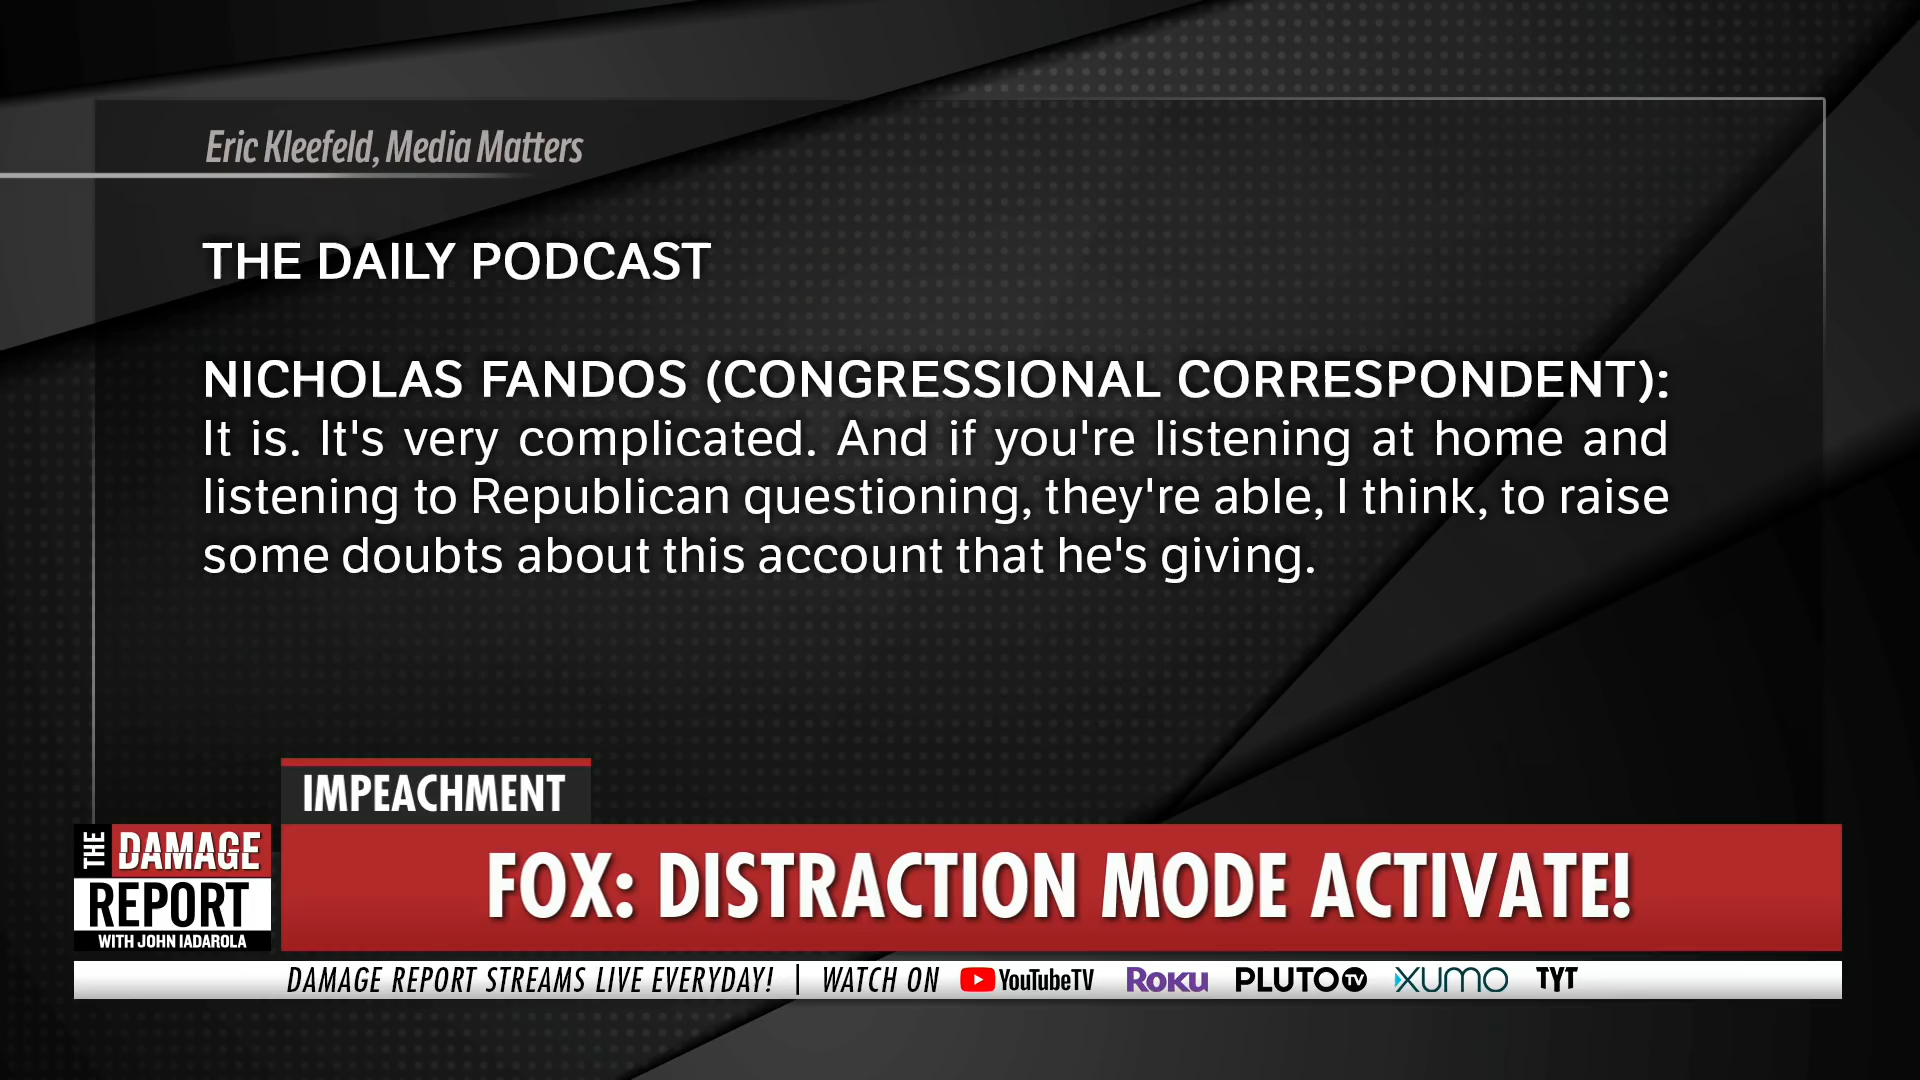 Eric Kleefeld, Media Matters
THE DAILY PODCAST
NICHOLAS FANDOS (CONGRESSIONAL CORRESPONDENT):
It is. It's very complicated. And if you're listening at home and
listening to Republican questioning, they're able, I think, to raise
some doubts about this account that he's giving.
IMPEACHMENT
THE DAMAGE
REPORT
WITH JOHN IADAROLA
FOX: DISTRACTION MODE ACTIVATE!
DAMAGE REPORT STREAMS LIVE EVERYDAY! | WATCH ON YouTubeTV ROKU PLUTO TV XUMO TYT